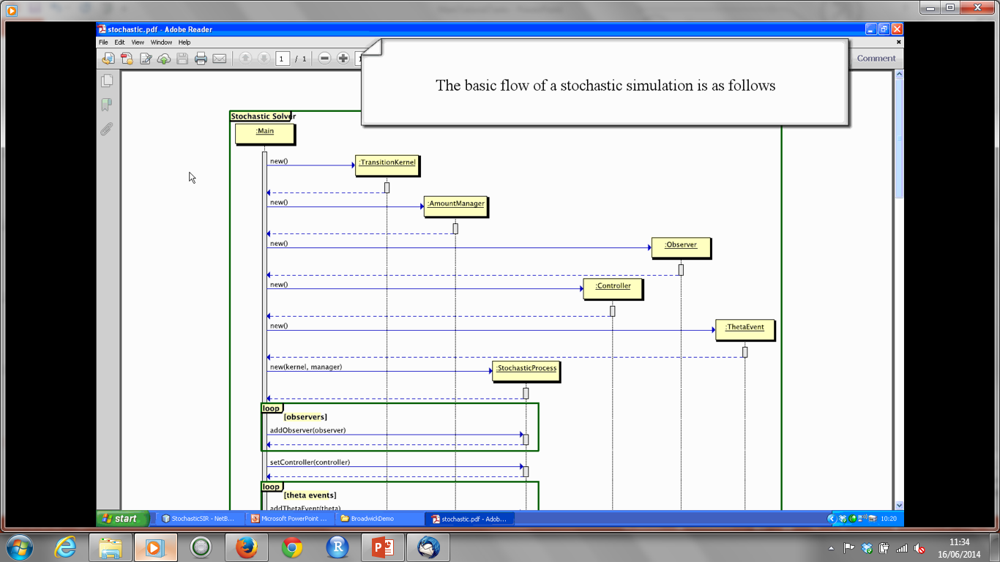 stochastic.pdf - Adobe Reader
File Edit View Window Help
1 / 1
Comment
The basic flow of a stochastic simulation is as follows
Stochastic Solver
:Main
new()
:TransitionKernel
new()
:AmountManager
new()
:Observer
new()
:Controller
new()
:ThetaEvent
new(kernel, manager)
:StochasticProcess
loop
[observers]
addObserver(observer)
setController(controller)
loop
[theta events]
addThetaEvent(theta)
start
StochasticSIR - NetB...
Microsoft PowerPoint ...
BroadwickDemo
stochastic.pdf - Adob...
10:20
11:34
16/06/2014